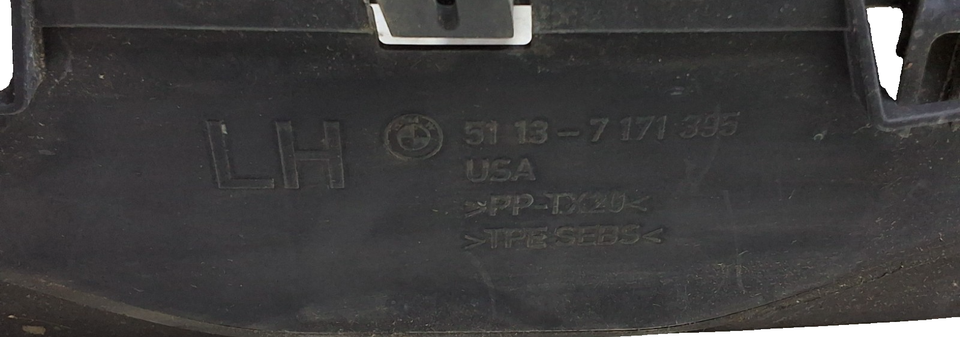 LH
51 13-7 171 395
USA
>PP-TX20<
>TPE-SEBS<